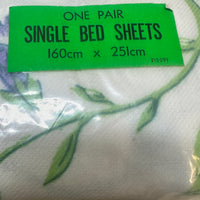 ONE PAIR
SINGLE BED SHEETS
160cm x 251cm